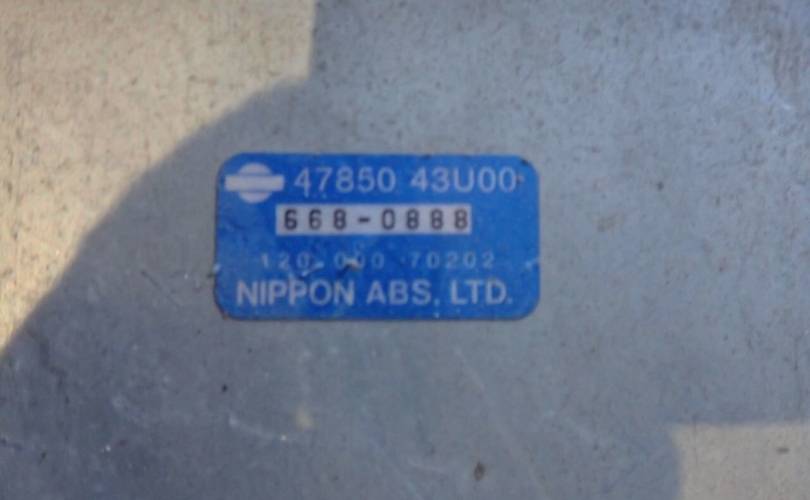 47850 43U00
668-0888
120-000 70202
NIPPON ABS, LTD.